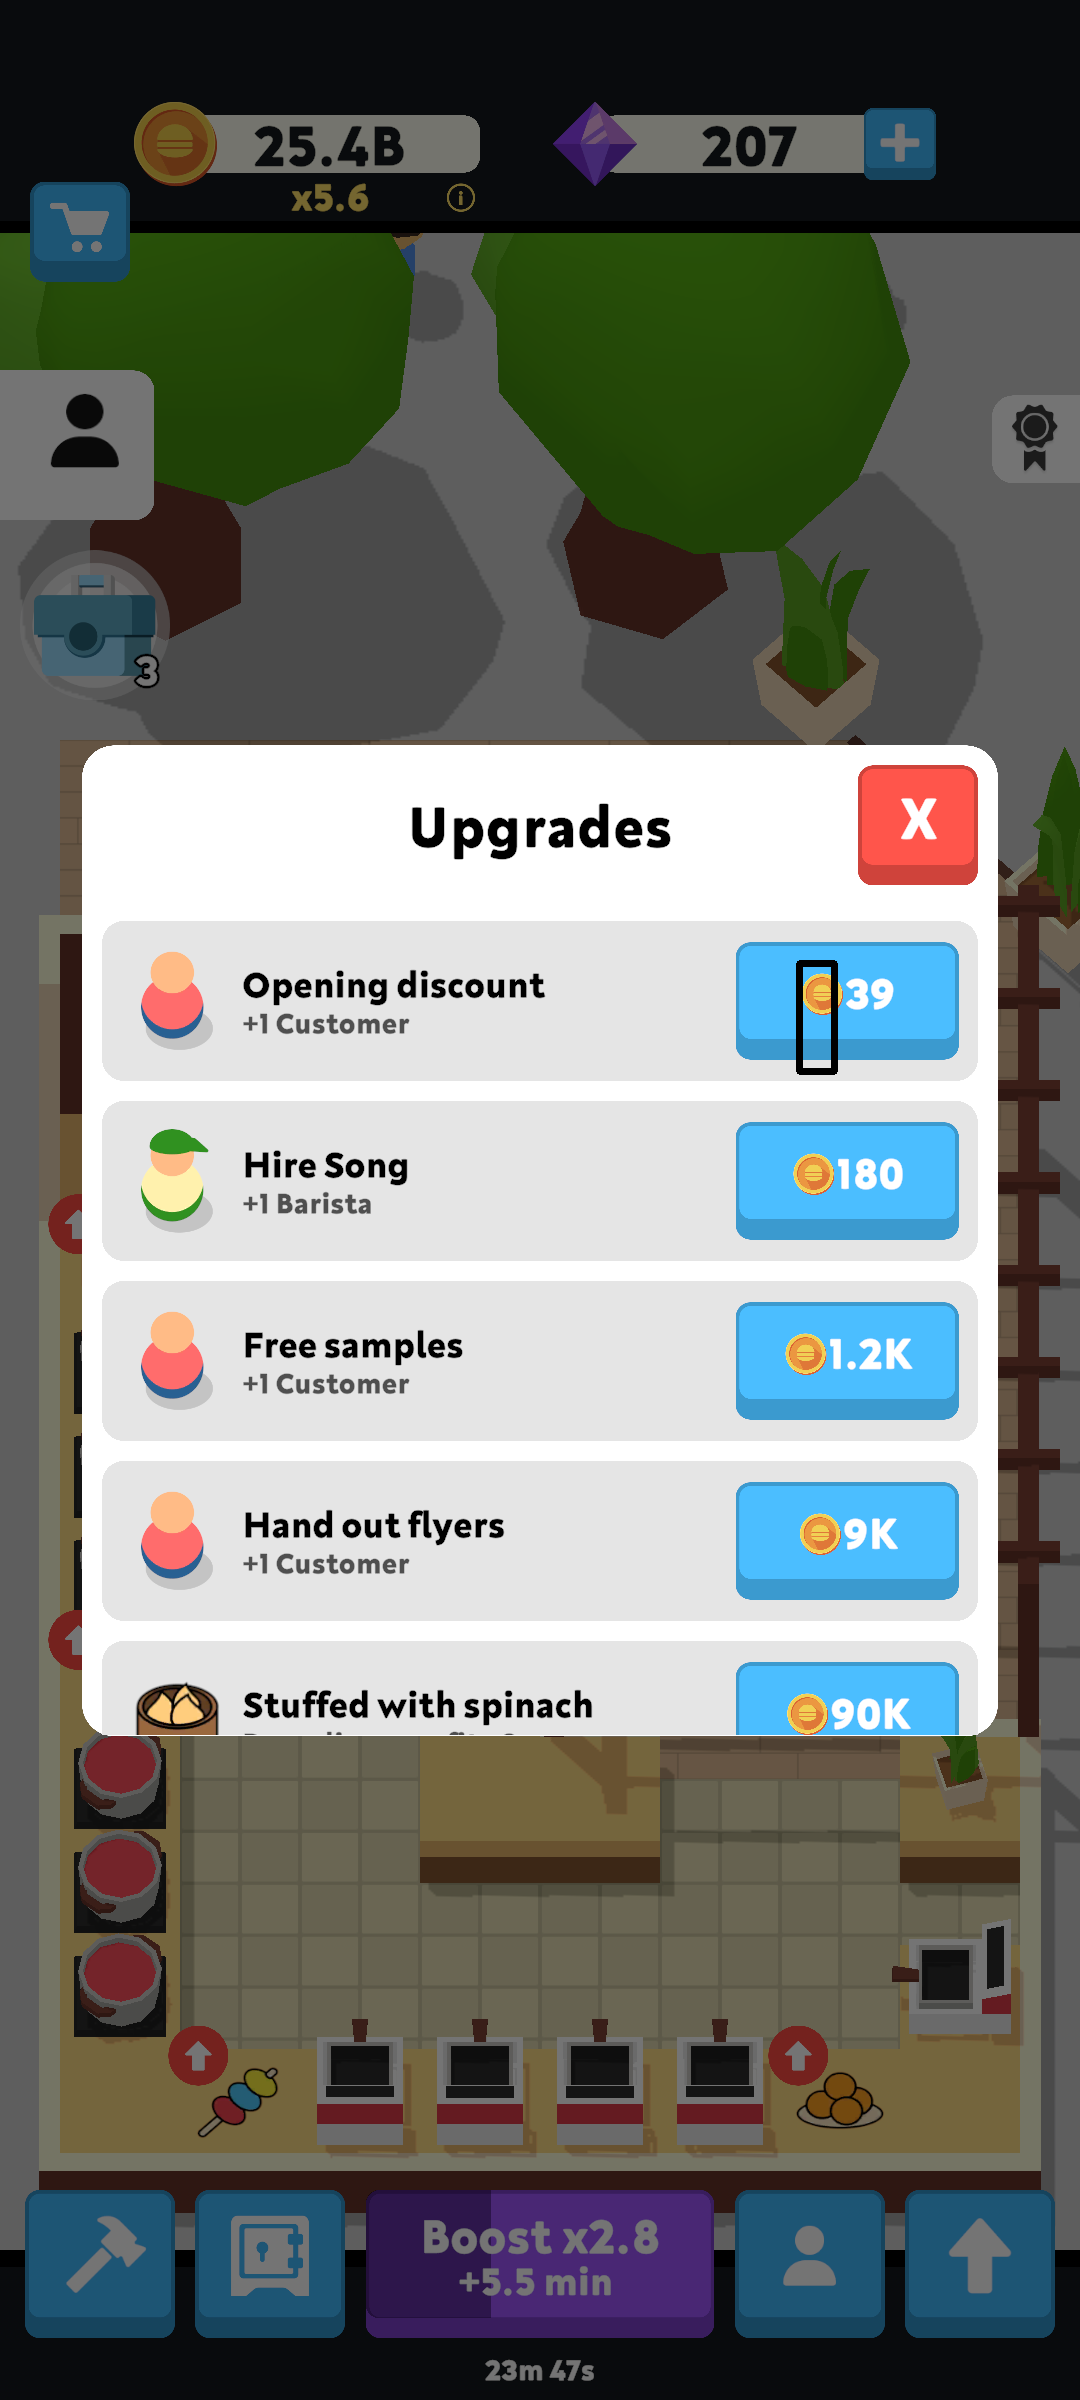 25.4B
207
x5.6
3
Upgrades
X
Opening discount
+1 Customer
39
Hire Song
+1 Barista
180
Free samples
+1 Customer
1.2K
Hand out flyers
+1 Customer
9K
Stuffed with spinach
90K
Boost x2.8
+5.5 min
23m 47s